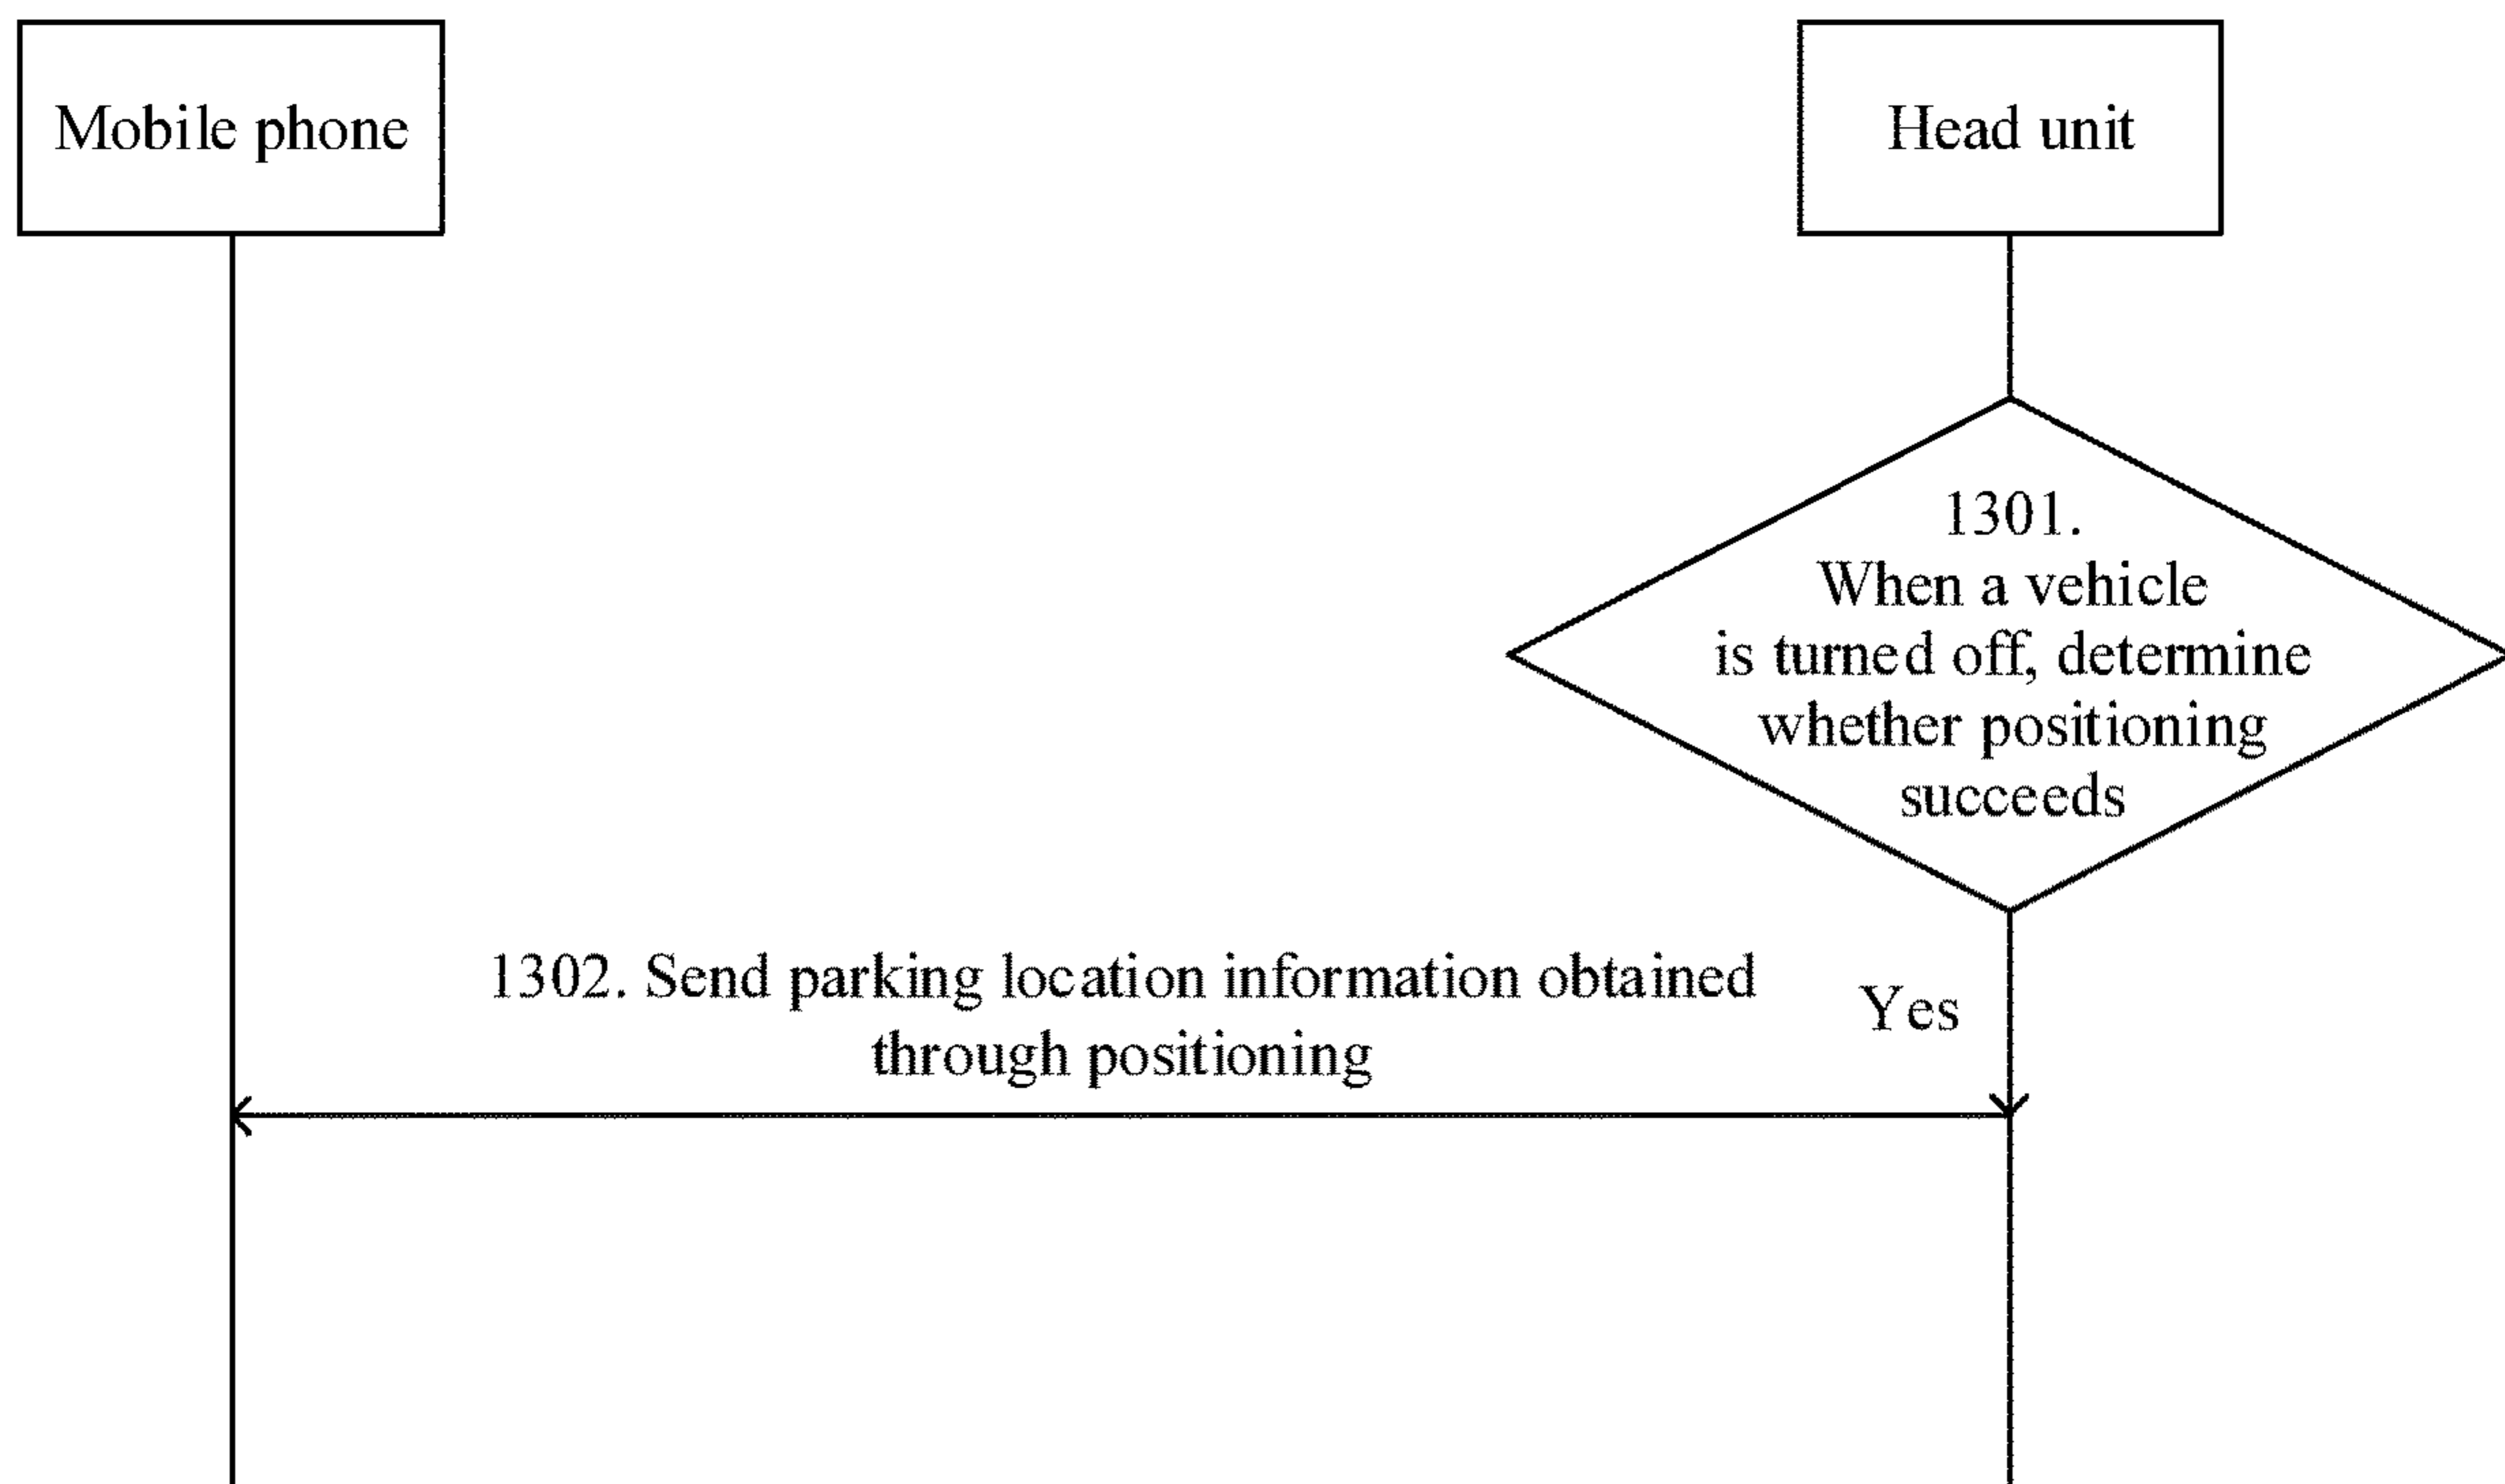 Mobile phone
Head unit
1301.
When a vehicle
is turned off, determine
whether positioning
succeeds
1302. Send parking location information obtained
through positioning
Yes